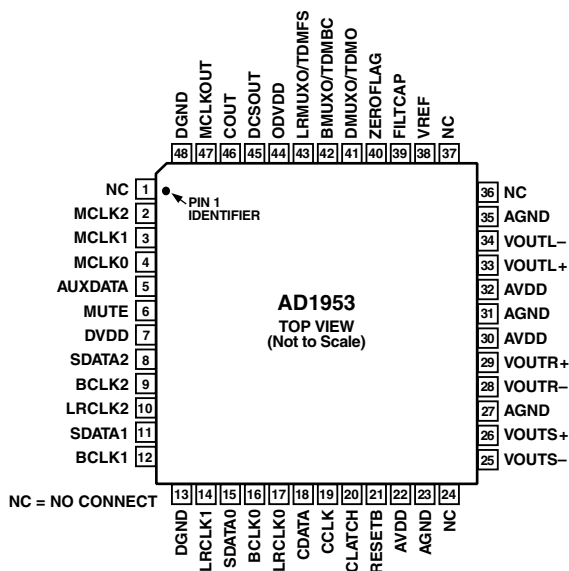 DGND
MCLKOUT
COUT
DCSOUT
ODVDD
LRMUXO/TDMFS
BMUXO/TDMBC
DMUXO/TDMO
ZEROFLAG
FILTCAP
VREF
NC
48 47 46 45 44 43 42 41 40 39 38 37
NC 1
MCLK2 2
MCLK1 3
MCLK0 4
AUXDATA 5
MUTE 6
DVDD 7
SDATA2 8
BCLK2 9
LRCLK2 10
SDATA1 11
BCLK1 12
PIN 1
IDENTIFIER
AD1953
TOP VIEW
(Not to Scale)
36 NC
35 AGND
34 VOUTL–
33 VOUTL+
32 AVDD
31 AGND
30 AVDD
29 VOUTR+
28 VOUTR–
27 AGND
26 VOUTS+
25 VOUTS–
NC = NO CONNECT
13 14 15 16 17 18 19 20 21 22 23 24
DGND
LRCLK1
SDATA0
BCLK0
LRCLK0
CDATA
CCLK
CLATCH
RESETB
AVDD
AGND
NC